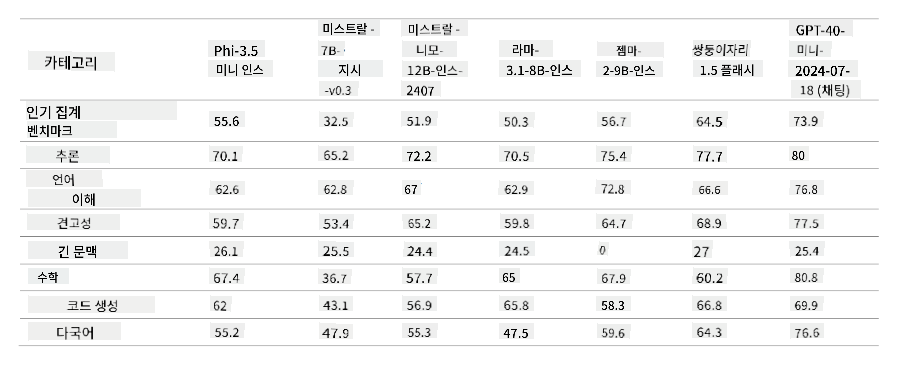 카테고리 Phi-3.5 미니 인스 미스트랄 - 7B- 지시 -v0.3 미스트랄 - 니모- 12B-인스- 2407 라마- 3.1-8B-인스 젬마- 2-9B-인스 쌍둥이자리 1.5 플래시 GPT-40- 미니- 2024-07- 18 (채팅)
인기 집계 벤치마크 55.6 32.5 51.9 50.3 56.7 64.5 73.9
추론 70.1 65.2 72.2 70.5 75.4 77.7 80
언어 이해 62.6 62.8 67 62.9 72.8 66.6 76.8
견고성 59.7 53.4 65.2 59.8 64.7 68.9 77.5
긴 문맥 26.1 25.5 24.4 24.5 0 27 25.4
수학 67.4 36.7 57.7 65 67.9 60.2 80.8
코드 생성 62 43.1 56.9 65.8 58.3 66.8 69.9
다국어 55.2 47.9 55.3 47.5 59.6 64.3 76.6